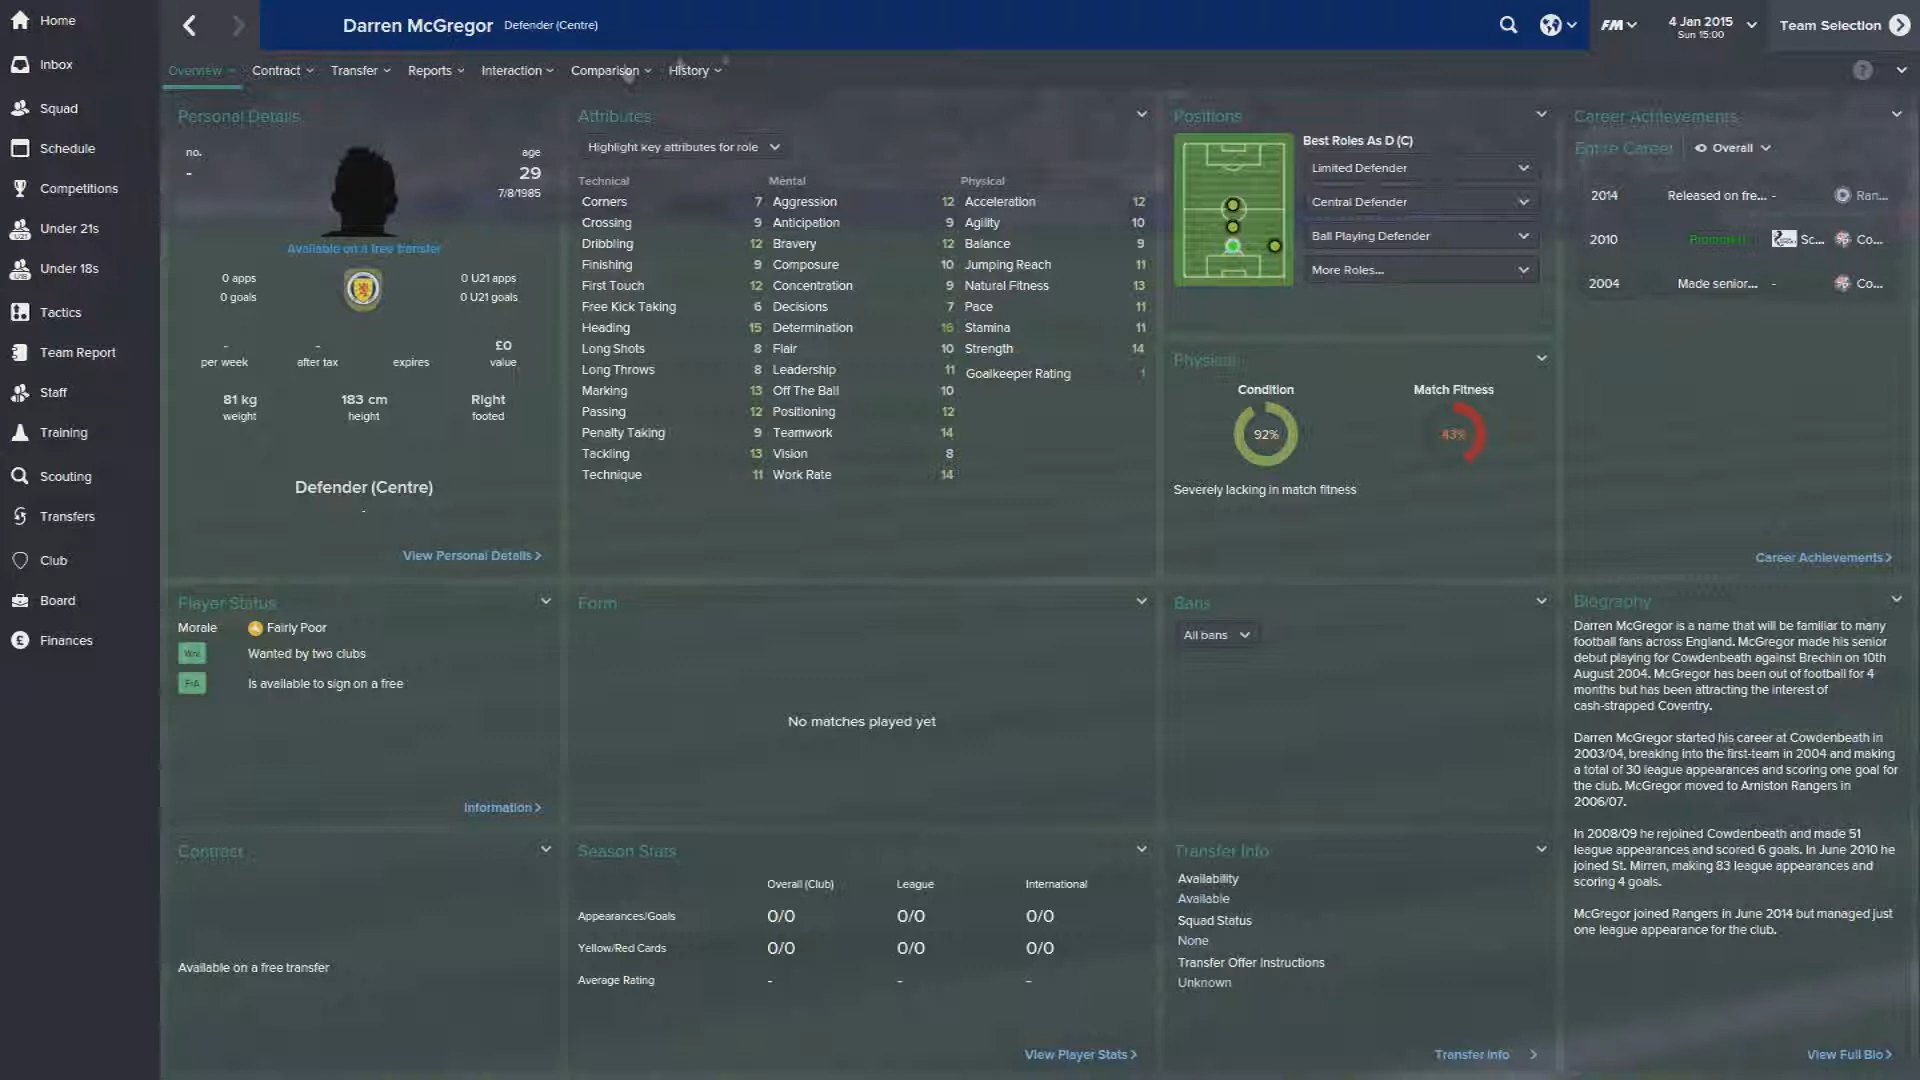 Home
Inbox
Squad
Schedule
Competitions
Under 21s
Under 18s
Tactics
Team Report
Staff
Training
Scouting
Transfers
Club
Board
Finances
Darren McGregor Defender (Centre)
FM
4 Jan 2015
Sun 15:00
Team Selection
Overview Contract Transfer Reports Interaction Comparison History
?
Personal Details
no.
-
age
29
7/8/1985
Available on a free transfer
0 apps
0 goals
0 U21 apps
0 U21 goals
- per week
- after tax
expires
£0 value
81 kg
weight
183 cm
height
Right
footed
Defender (Centre)
-
View Personal Details >
Attributes
Highlight key attributes for role
Technical Mental Physical
Corners 7 Aggression 12 Acceleration 12
Crossing 9 Anticipation 9 Agility 10
Dribbling 12 Bravery 12 Balance 9
Finishing 9 Composure 10 Jumping Reach 11
First Touch 12 Concentration 9 Natural Fitness 13
Free Kick Taking 6 Decisions 7 Pace 11
Heading 15 Determination 16 Stamina 11
Long Shots 8 Flair 10 Strength 14
Long Throws 8 Leadership 11 Goalkeeper Rating 1
Marking 13 Off The Ball 10
Passing 12 Positioning 12
Penalty Taking 9 Teamwork 14
Tackling 13 Vision 8
Technique 11 Work Rate 14
Positions
Best Roles As D (C)
Limited Defender
Central Defender
Ball Playing Defender
More Roles...
Physical
Condition Match Fitness
92% 43%
Severely lacking in match fitness
Career Achievements
Entire Career Overall
2014 Released on fre... - Ran...
2010 Sc... Co...
2004 Made senior... - Co...
Career Achievements >
Player Status
Morale Fairly Poor
Wnt Wanted by two clubs
FrA Is available to sign on a free
Information >
Form
No matches played yet
Bans
All bans
Biography
Darren McGregor is a name that will be familiar to many
football fans across England. McGregor made his senior
debut playing for Cowdenbeath against Brechin on 10th
August 2004. McGregor has been out of football for 4
months but has been attracting the interest of
cash-strapped Coventry.
Darren McGregor started his career at Cowdenbeath in
2003/04, breaking into the first-team in 2004 and making
a total of 30 league appearances and scoring one goal for
the club. McGregor moved to Arniston Rangers in
2006/07.
In 2008/09 he rejoined Cowdenbeath and made 51
league appearances and scored 6 goals. In June 2010 he
joined St. Mirren, making 83 league appearances and
scoring 4 goals.
McGregor joined Rangers in June 2014 but managed just
one league appearance for the club.
View Full Bio >
Contract
Available on a free transfer
Season Stats
Overall (Club) League International
Appearances/Goals 0/0 0/0 0/0
Yellow/Red Cards 0/0 0/0 0/0
Average Rating - - -
View Player Stats >
Transfer Info
Availability
Available
Squad Status
None
Transfer Offer Instructions
Unknown
Transfer Info >